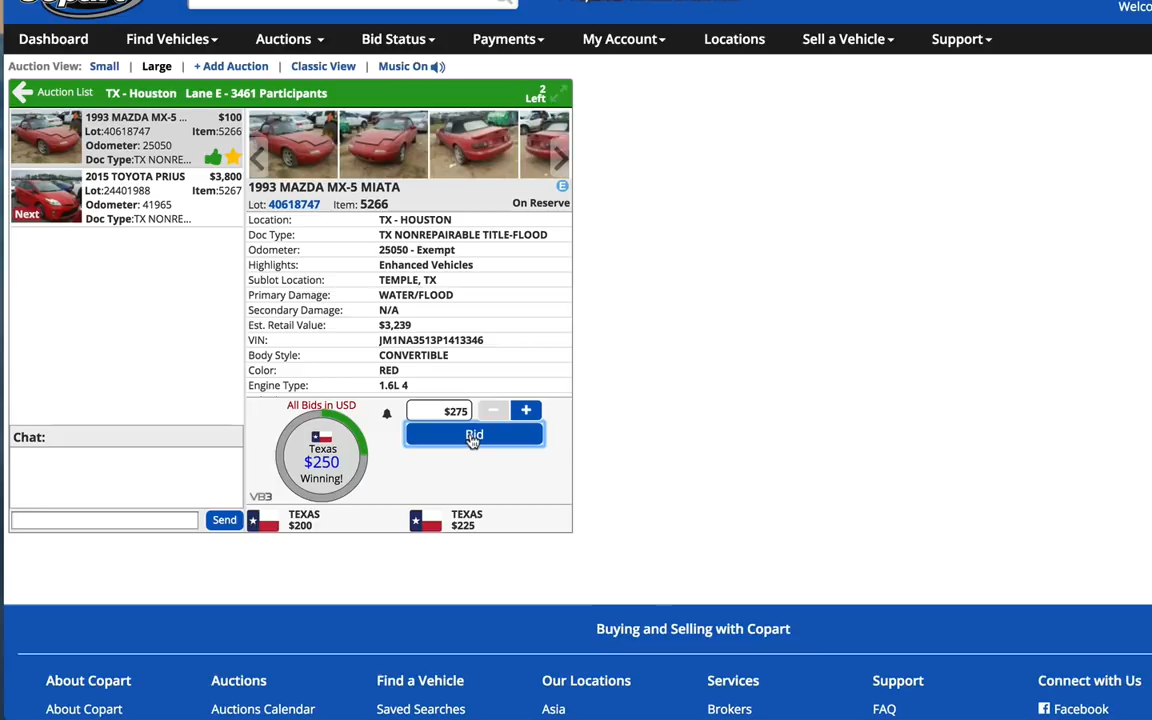 Copart
Welco
Dashboard Find Vehicles Auctions Bid Status Payments My Account Locations Sell a Vehicle Support
Auction View: Small | Large | + Add Auction | Classic View | Music On
Auction List TX - Houston Lane E - 3461 Participants 2 Left
1993 MAZDA MX-5 ... $100
Lot:40618747 Item:5266
Odometer: 25050
Doc Type:TX NONRE...
2015 TOYOTA PRIUS $3,800
Lot:24401988 Item:5267
Odometer: 41965
Next Doc Type:TX NONRE...
1993 MAZDA MX-5 MIATA E
Lot: 40618747 Item: 5266 On Reserve
Location: TX - HOUSTON
Doc Type: TX NONREPAIRABLE TITLE-FLOOD
Odometer: 25050 - Exempt
Highlights: Enhanced Vehicles
Sublot Location: TEMPLE, TX
Primary Damage: WATER/FLOOD
Secondary Damage: N/A
Est. Retail Value: $3,239
VIN: JM1NA3513P1413346
Body Style: CONVERTIBLE
Color: RED
Engine Type: 1.6L 4
All Bids in USD
$275 − +
Bid
Texas
$250
Winning!
VB3
TEXAS
$200
TEXAS
$225
Chat:
Send
Buying and Selling with Copart
About Copart Auctions Find a Vehicle Our Locations Services Support Connect with Us
About Copart Auctions Calendar Saved Searches Asia Brokers FAQ Facebook